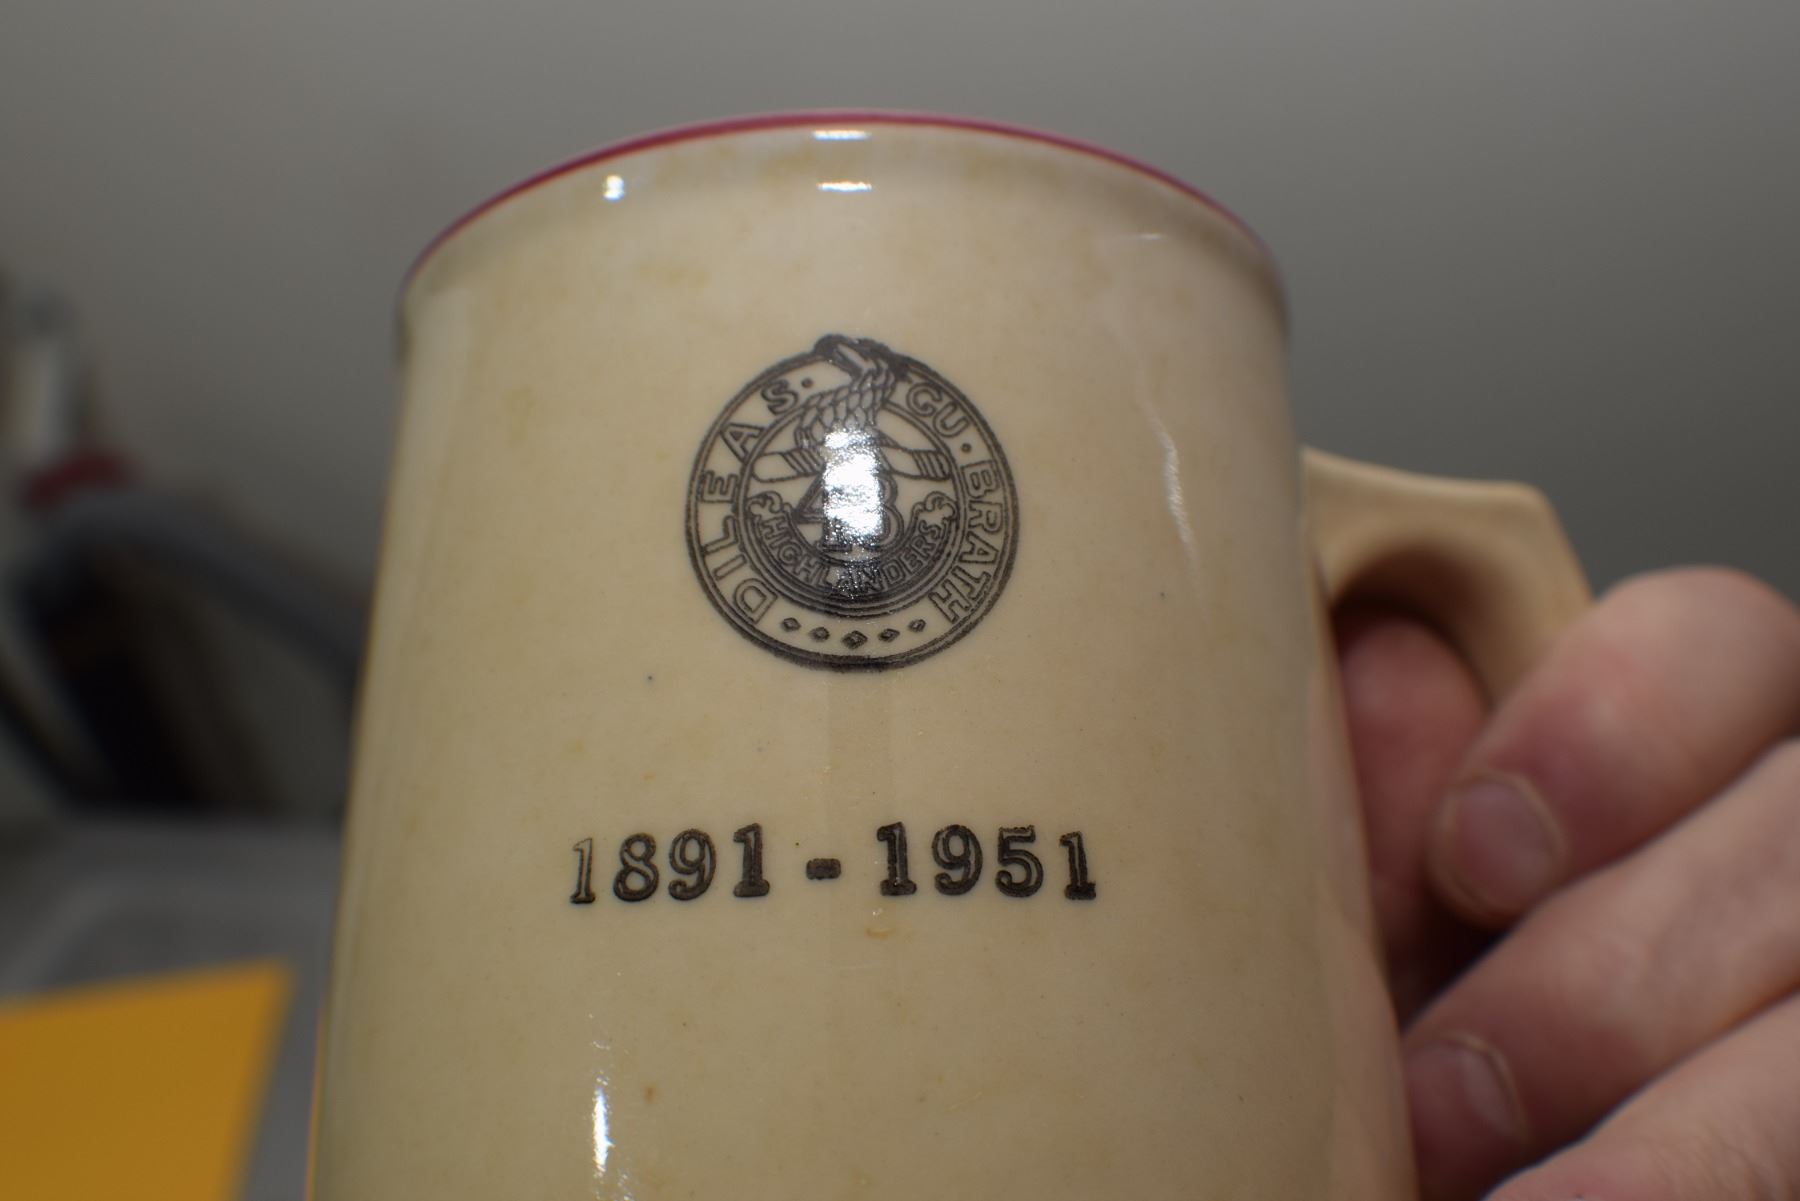 DILEAS · GU · BRATH
48
HIGHLANDERS
1891 - 1951